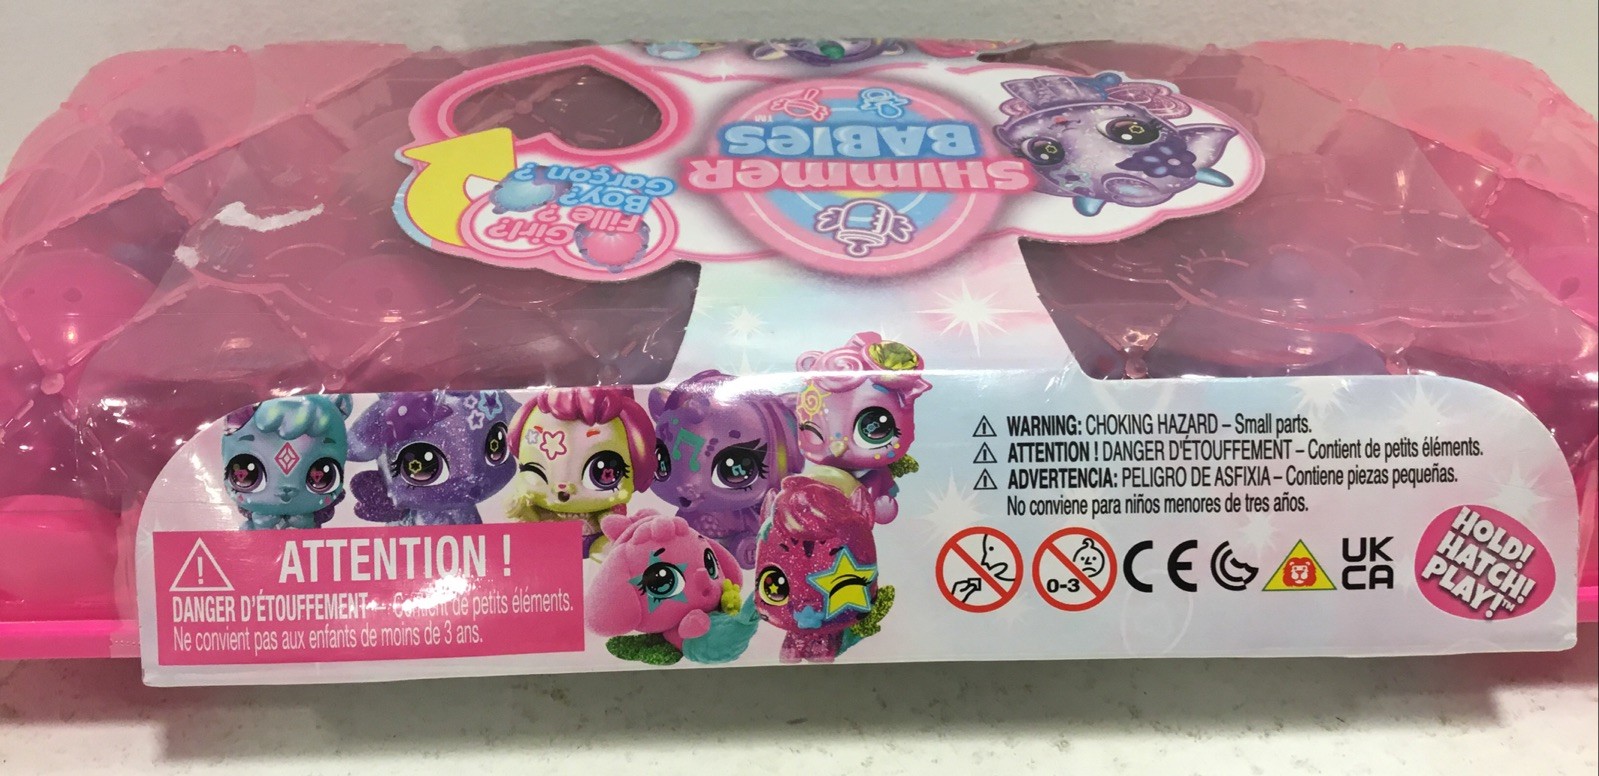 SHIMMER
BABIES™
Girl?
Fille ?
Boy?
Garçon ?
ATTENTION !
DANGER D'ÉTOUFFEMENT – Contient de petits éléments.
Ne convient pas aux enfants de moins de 3 ans.
WARNING: CHOKING HAZARD – Small parts.
ATTENTION ! DANGER D'ÉTOUFFEMENT – Contient de petits éléments.
ADVERTENCIA: PELIGRO DE ASFIXIA – Contiene piezas pequeñas.
No conviene para niños menores de tres años.
0-3
CE
UK
CA
HOLD!
HATCH!
PLAY!™